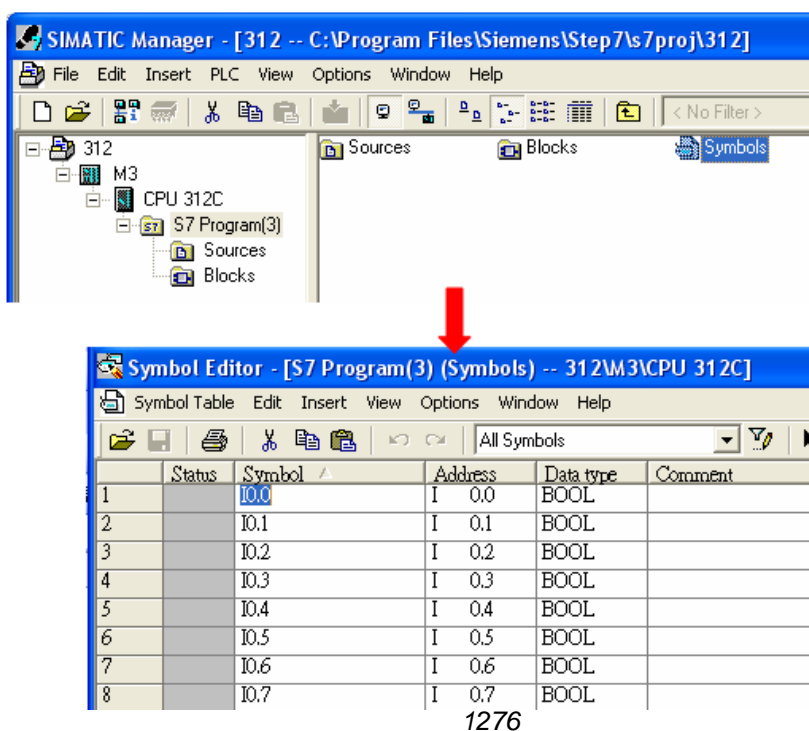 SIMATIC Manager - [312 -- C:\Program Files\Siemens\Step7\s7proj\312]
File Edit Insert PLC View Options Window Help
< No Filter >
312
M3
CPU 312C
S7 Program(3)
Sources
Blocks
Sources Blocks Symbols
Symbol Editor - [S7 Program(3) (Symbols) -- 312\M3\CPU 312C]
Symbol Table Edit Insert View Options Window Help
All Symbols
Status Symbol Address Data type Comment
1 I0.0 I 0.0 BOOL
2 I0.1 I 0.1 BOOL
3 I0.2 I 0.2 BOOL
4 I0.3 I 0.3 BOOL
5 I0.4 I 0.4 BOOL
6 I0.5 I 0.5 BOOL
7 I0.6 I 0.6 BOOL
8 I0.7 I 0.7 BOOL
1276